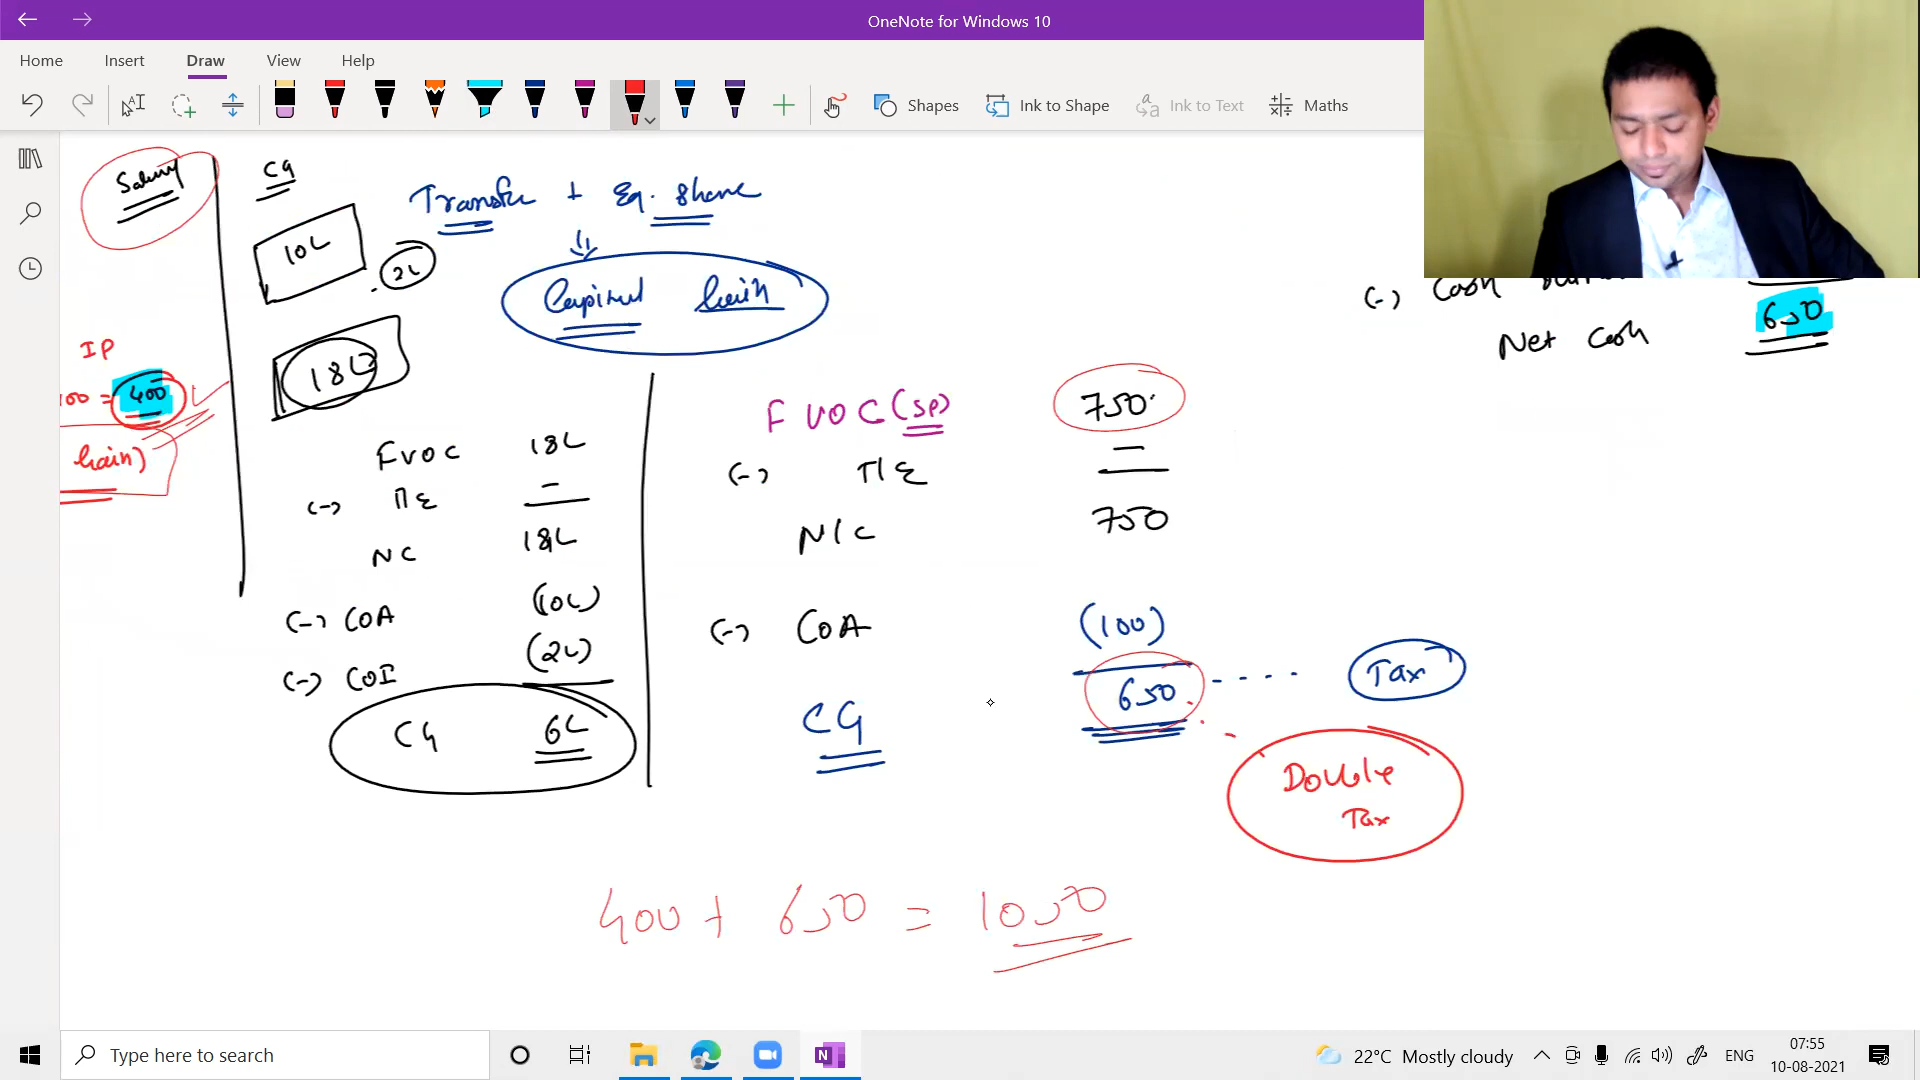 OneNote for Windows 10
Home Insert Draw View Help
Shapes Ink to Shape Ink to Text Maths
Salary
CG
Transfer + Eq. Share
10L
2L
Capital Gain
18L
IP
100 = 400
Gain)
(-) Cash
650
Net Cash
FVOC 18L
(-) TE -
NC 18L
(-) COA (10L)
(-) COI (2L)
CG 6L
FVOC (SP) 750
(-) T/E -
N/C 750
(-) COA (100)
CG 650 ---- Tax
Double
Tax
400 + 650 = 1050
Type here to search
22°C Mostly cloudy
ENG
07:55
10-08-2021